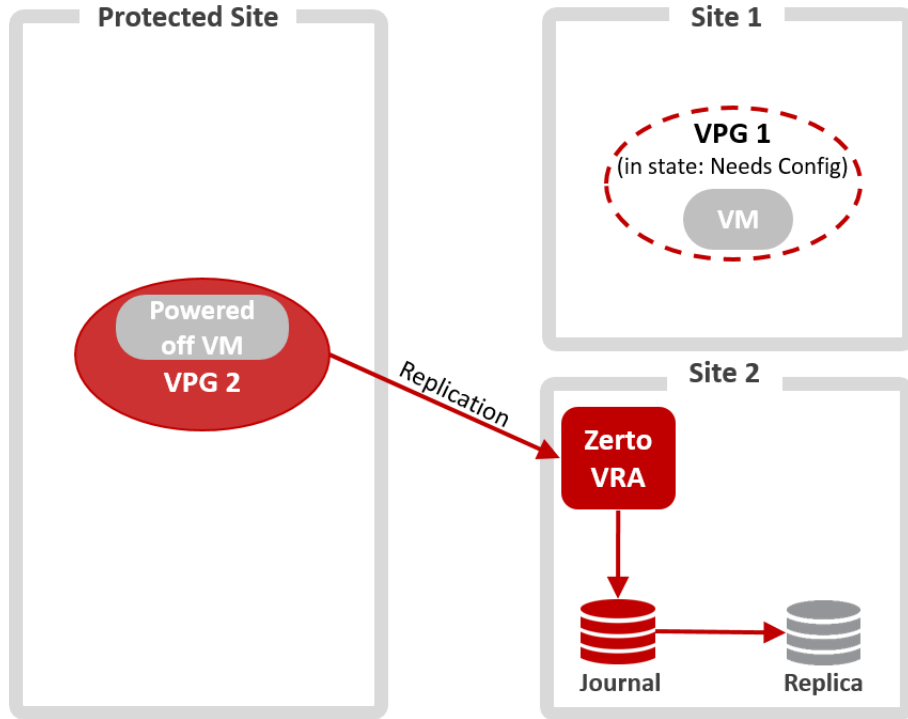 Protected Site
Site 1
VPG 1
(in state: Needs Config)
VM
Powered
off VM
VPG 2
Replication
Site 2
Zerto
VRA
Journal
Replica